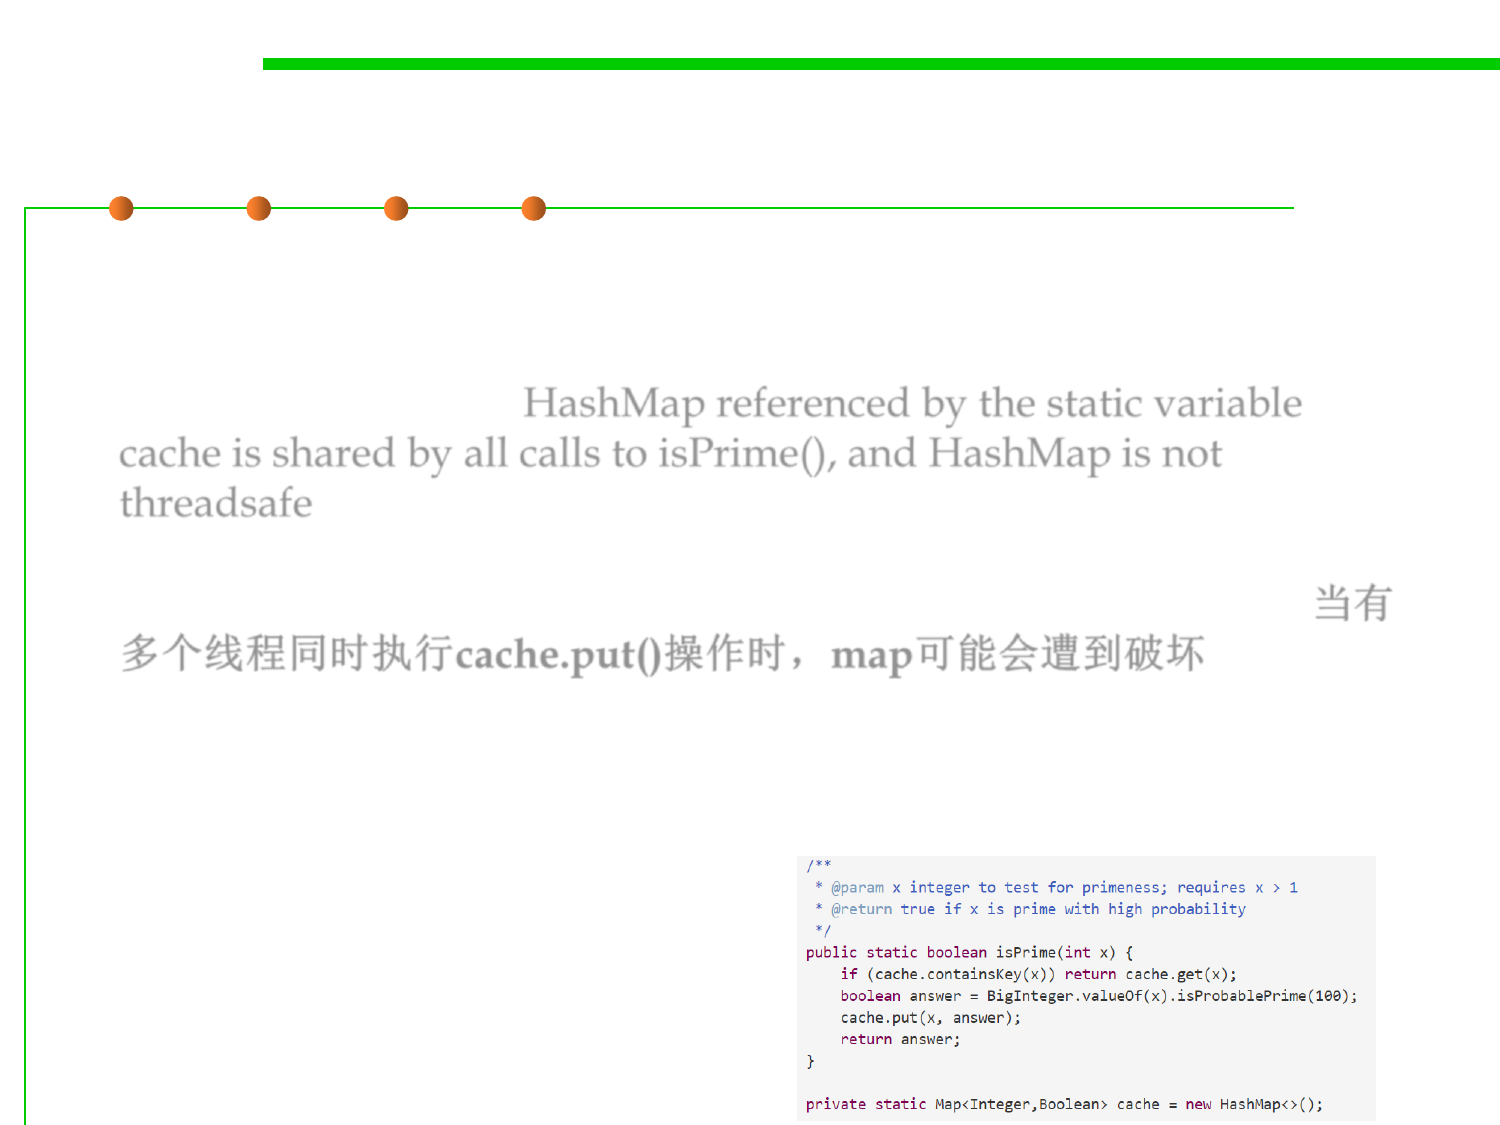 HashMap referenced by the static variable
cache is shared by all calls to isPrime(), and HashMap is not
threadsafe
当有
多个线程同时执行cache.put()操作时，map可能会遭到破坏
/**
 * @param x integer to test for primeness; requires x > 1
 * @return true if x is prime with high probability
 */
public static boolean isPrime(int x) {
    if (cache.containsKey(x)) return cache.get(x);
    boolean answer = BigInteger.valueOf(x).isProbablePrime(100);
    cache.put(x, answer);
    return answer;
}
private static Map<Integer,Boolean> cache = new HashMap<>();